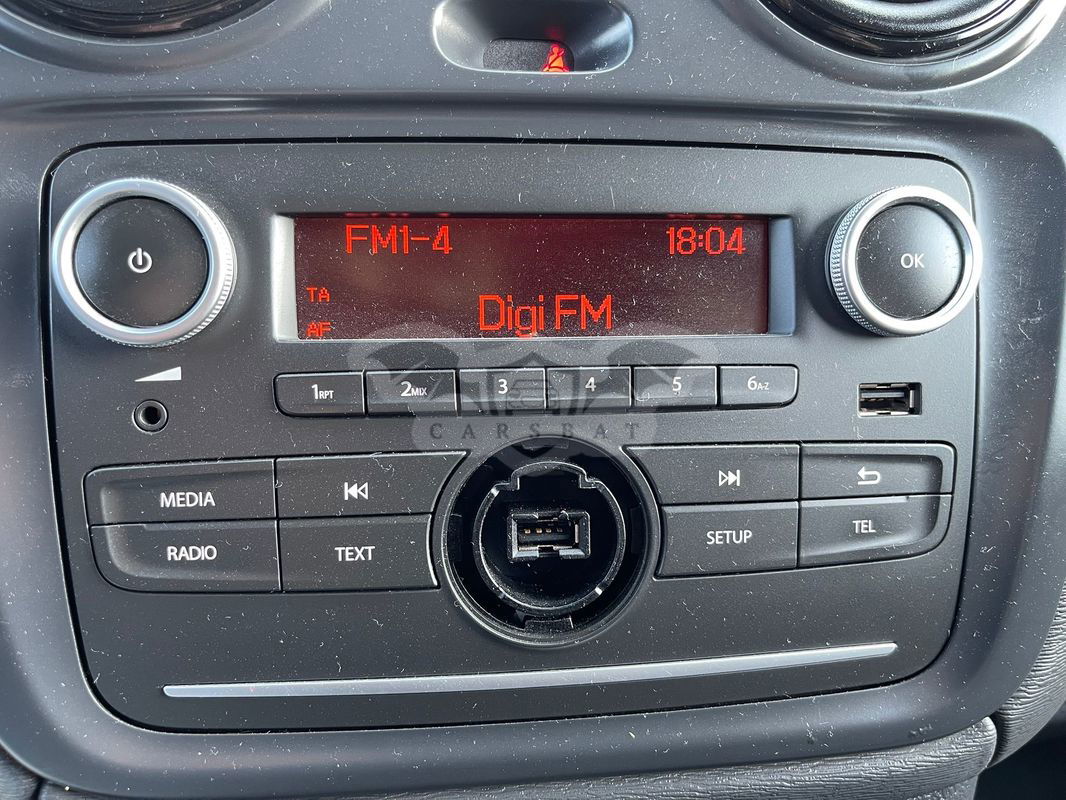 FM1-4 18:04
TA
Digi FM
AF
OK
1RPT 2MIX 3 4 5 6A-Z
CARSBAT
MEDIA
RADIO TEXT SETUP TEL